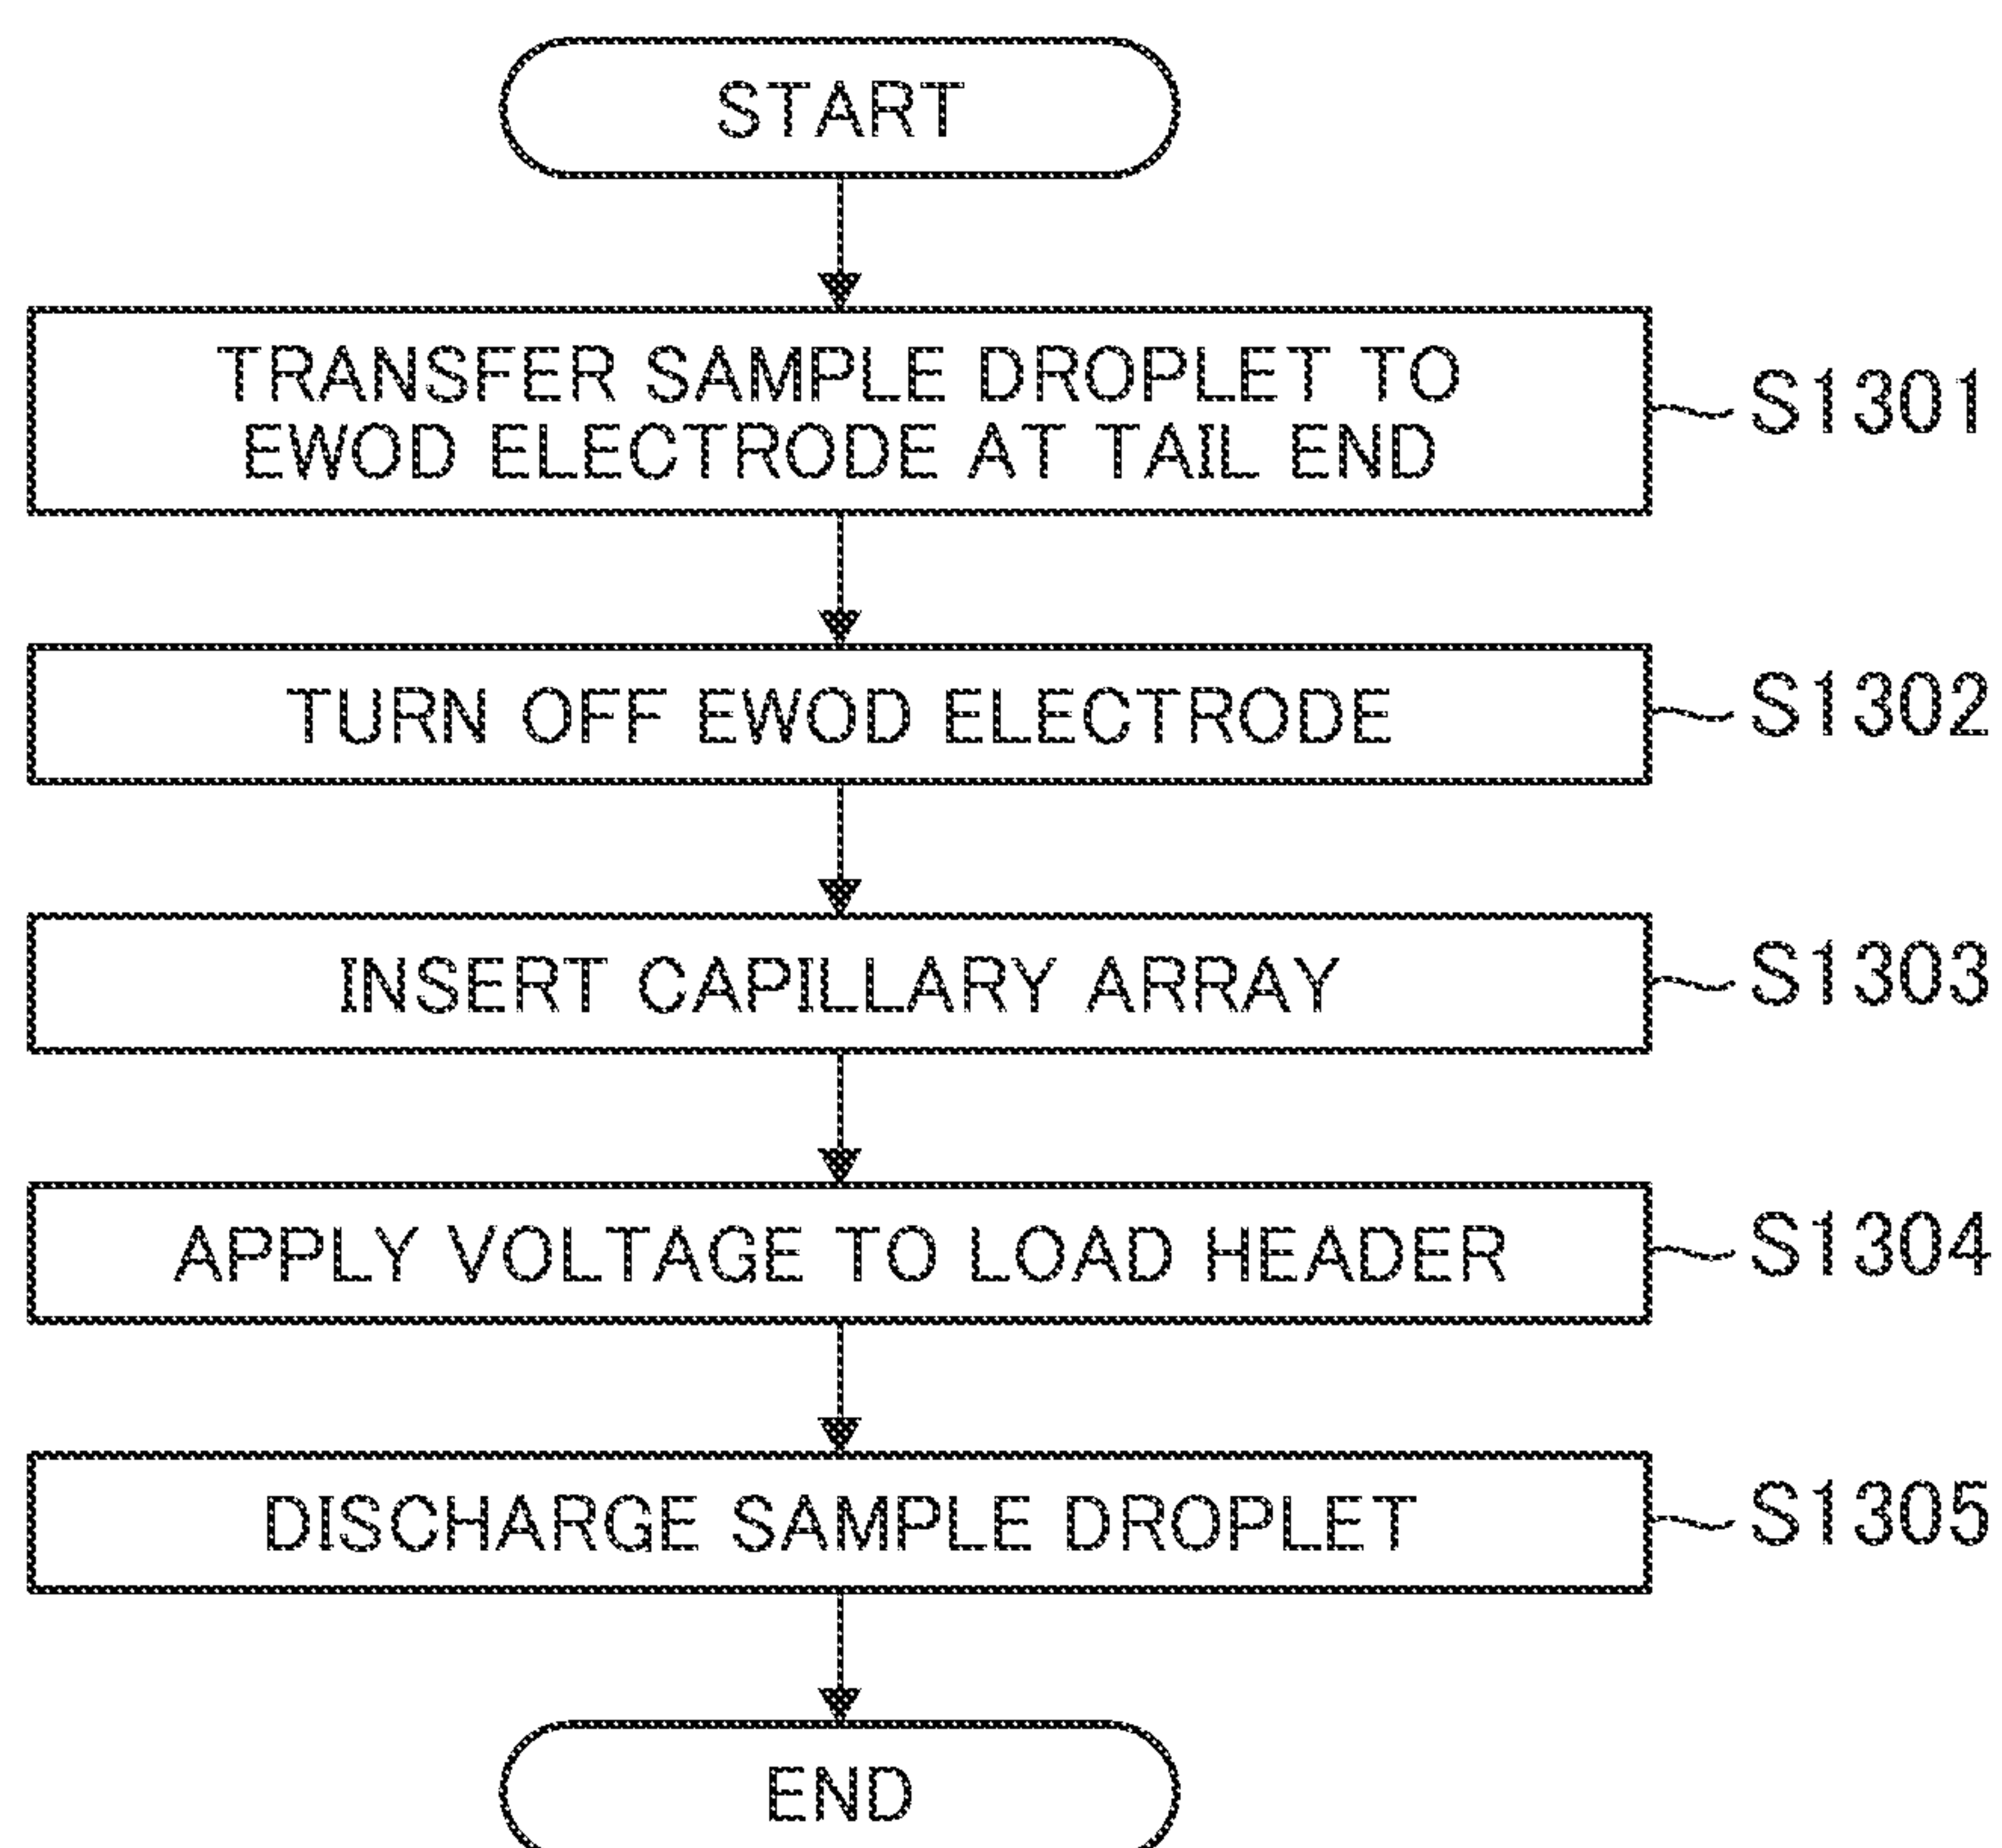 START
TRANSFER SAMPLE DROPLET TO
EWOD ELECTRODE AT TAIL END
S1301
TURN OFF EWOD ELECTRODE
S1302
INSERT CAPILLARY ARRAY
S1303
APPLY VOLTAGE TO LOAD HEADER
S1304
DISCHARGE SAMPLE DROPLET
S1305
END